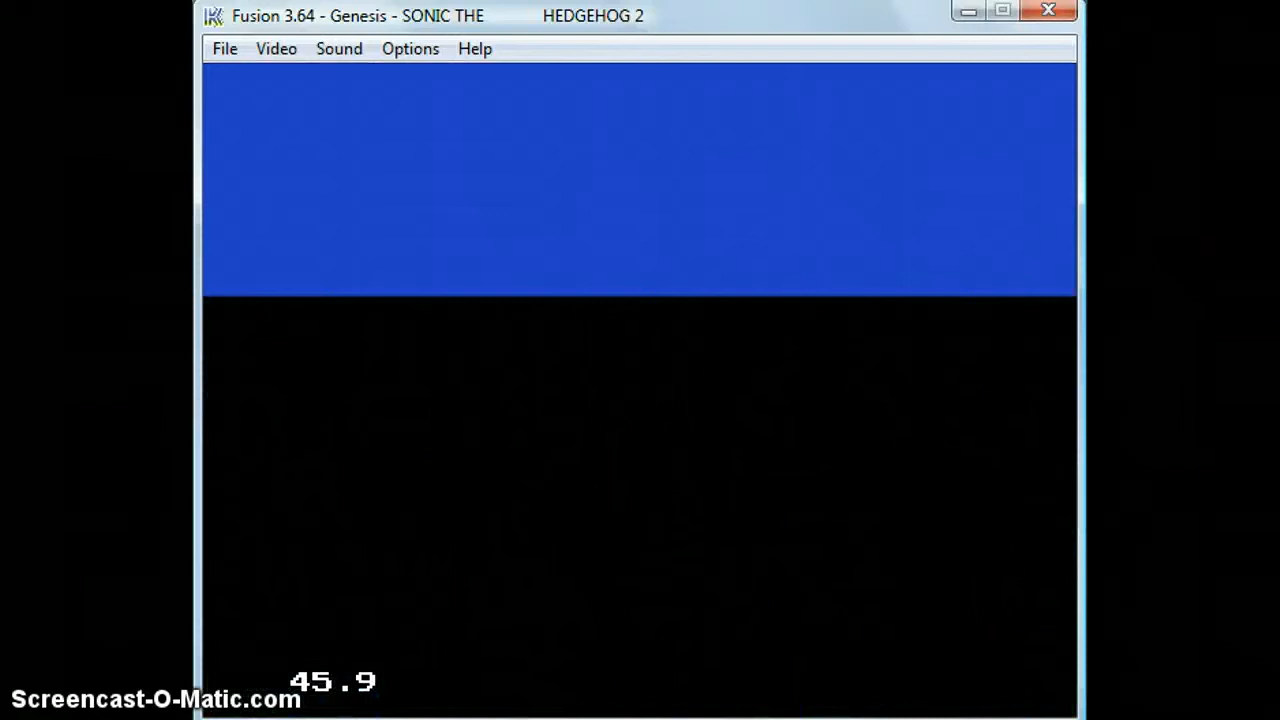 Fusion 3.64 - Genesis - SONIC THE HEDGEHOG 2
File Video Sound Options Help
45.9
Screencast-O-Matic.com